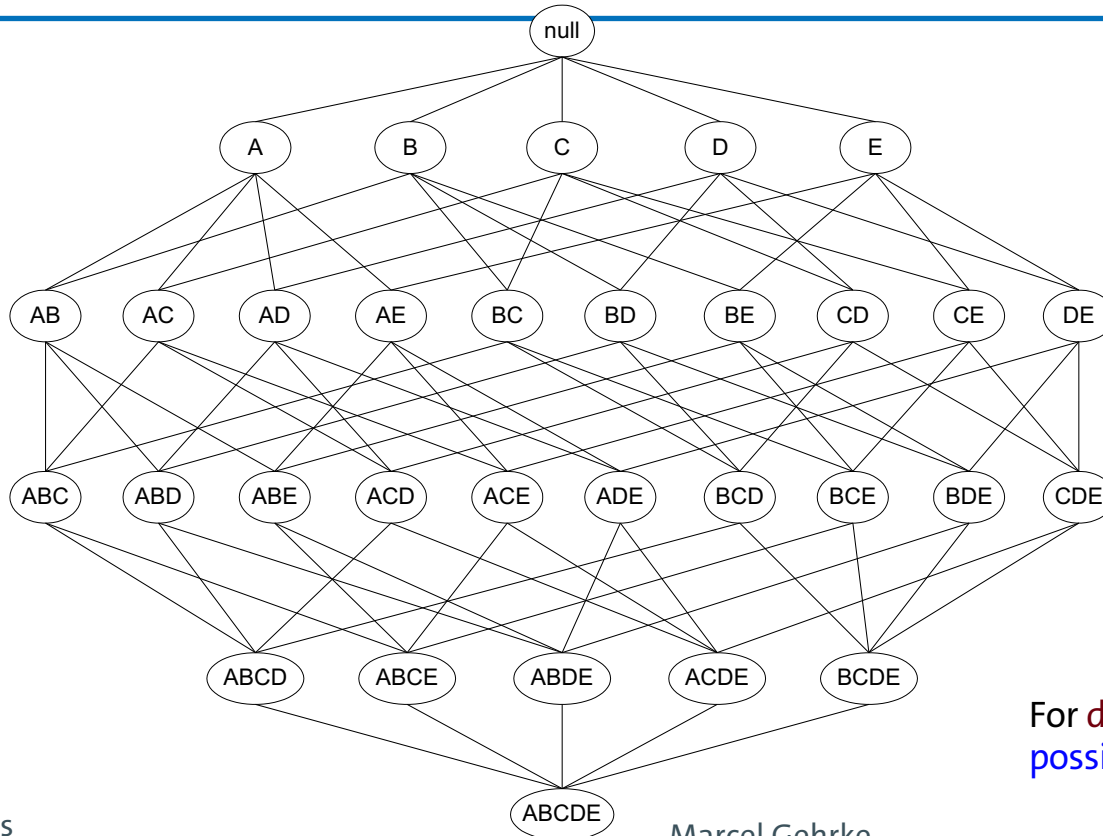 null
A B C D E
AB AC AD AE BC BD BE CD CE DE
ABC ABD ABE ACD ACE ADE BCD BCE BDE CDE
ABCD ABCE ABDE ACDE BCDE
For
ABCDE
Marcel Gehrke